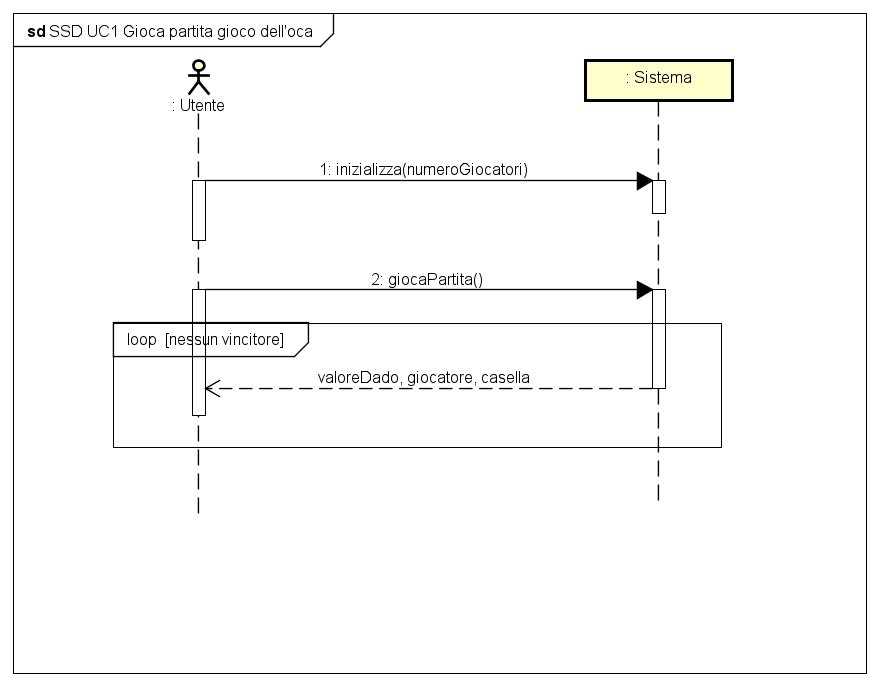 sd SSD UC1 Gioca partita gioco dell'oca
: Utente
: Sistema
1: inizializza(numeroGiocatori)
2: giocaPartita()
loop [nessun vincitore]
valoreDado, giocatore, casella